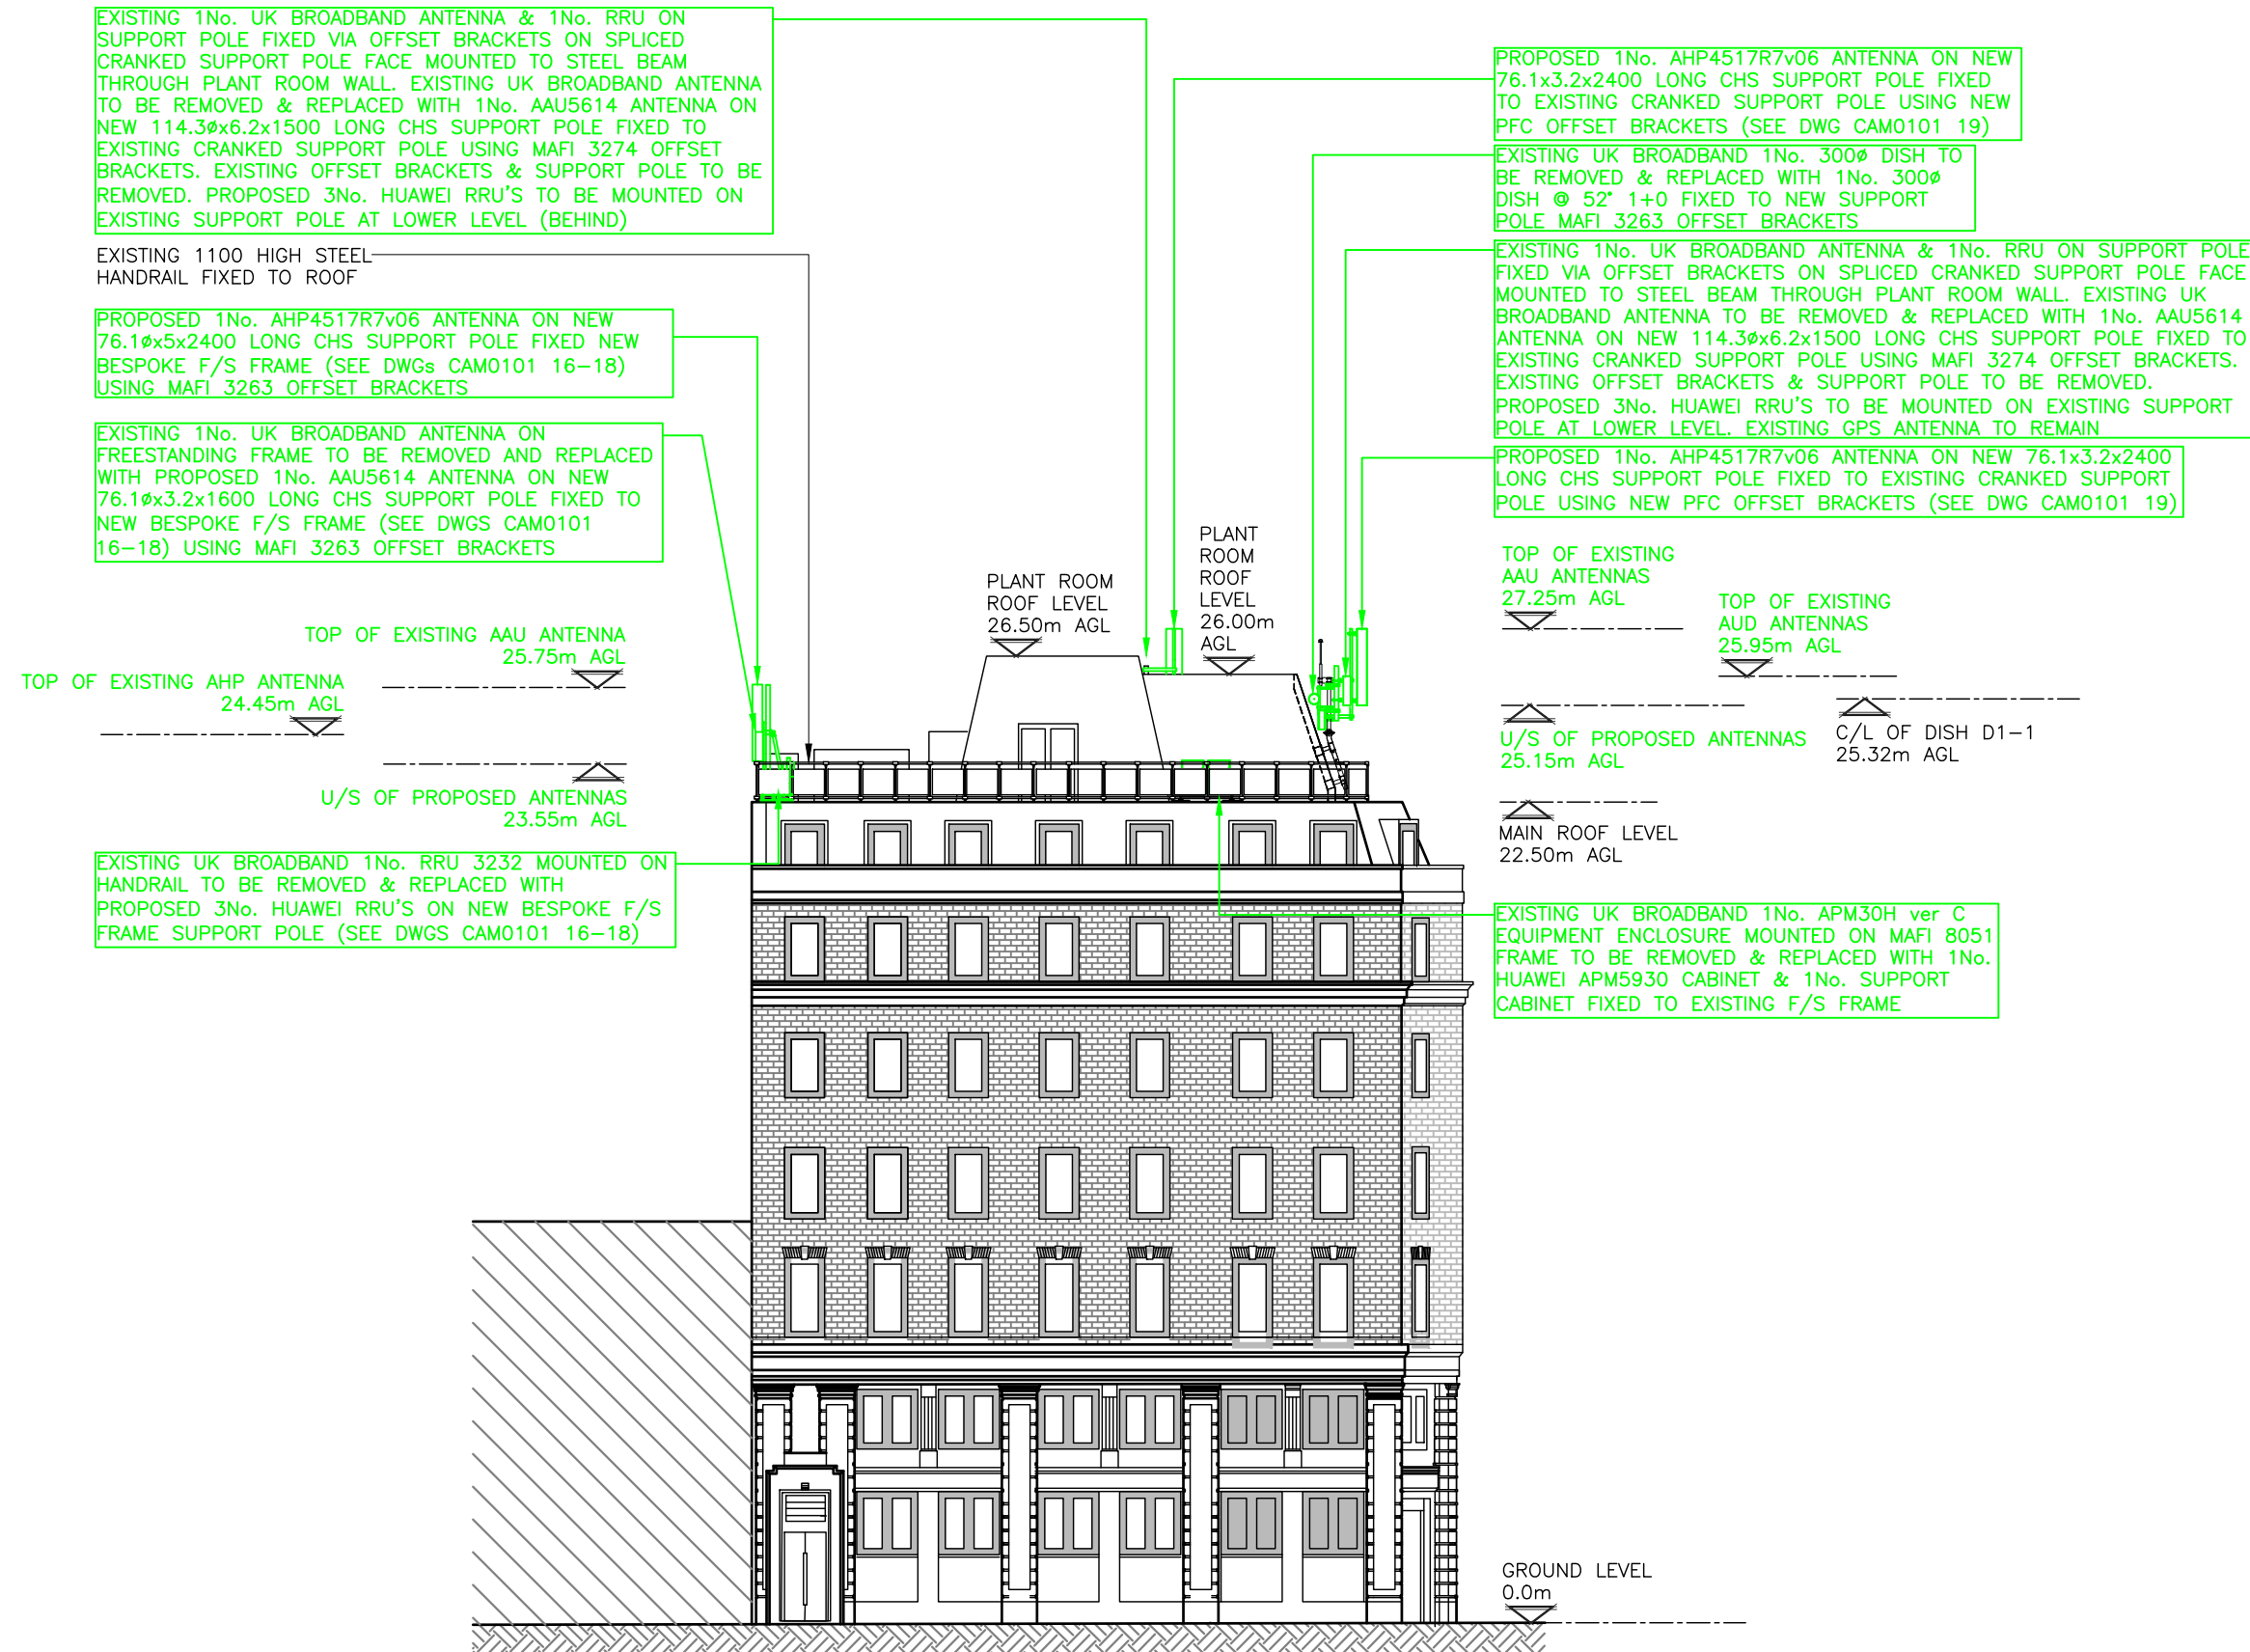 EXISTING 1No. UK BROADBAND ANTENNA & 1No. RRU ON
SUPPORT POLE FIXED VIA OFFSET BRACKETS ON SPLICED
CRANKED SUPPORT POLE FACE MOUNTED TO STEEL BEAM
THROUGH PLANT ROOM WALL. EXISTING UK BROADBAND ANTENNA
TO BE REMOVED & REPLACED WITH 1No. AAU5614 ANTENNA ON
NEW 114.3øx6.2x1500 LONG CHS SUPPORT POLE FIXED TO
EXISTING CRANKED SUPPORT POLE USING MAFI 3274 OFFSET
BRACKETS. EXISTING OFFSET BRACKETS & SUPPORT POLE TO BE
REMOVED. PROPOSED 3No. HUAWEI RRU'S TO BE MOUNTED ON
EXISTING SUPPORT POLE AT LOWER LEVEL (BEHIND)
EXISTING 1100 HIGH STEEL
HANDRAIL FIXED TO ROOF
PROPOSED 1No. AHP4517R7v06 ANTENNA ON NEW
76.1øx5x2400 LONG CHS SUPPORT POLE FIXED NEW
BESPOKE F/S FRAME (SEE DWGs CAM0101 16-18)
USING MAFI 3263 OFFSET BRACKETS
EXISTING 1No. UK BROADBAND ANTENNA ON
FREESTANDING FRAME TO BE REMOVED AND REPLACED
WITH PROPOSED 1No. AAU5614 ANTENNA ON NEW
76.1øx3.2x1600 LONG CHS SUPPORT POLE FIXED TO
NEW BESPOKE F/S FRAME (SEE DWGS CAM0101
16-18) USING MAFI 3263 OFFSET BRACKETS
TOP OF EXISTING AAU ANTENNA
25.75m AGL
TOP OF EXISTING AHP ANTENNA
24.45m AGL
U/S OF PROPOSED ANTENNAS
23.55m AGL
EXISTING UK BROADBAND 1No. RRU 3232 MOUNTED ON
HANDRAIL TO BE REMOVED & REPLACED WITH
PROPOSED 3No. HUAWEI RRU'S ON NEW BESPOKE F/S
FRAME SUPPORT POLE (SEE DWGS CAM0101 16-18)
PLANT ROOM
ROOF LEVEL
26.50m AGL
PLANT
ROOM
ROOF
LEVEL
26.00m
AGL
PROPOSED 1No. AHP4517R7v06 ANTENNA ON NEW
76.1x3.2x2400 LONG CHS SUPPORT POLE FIXED
TO EXISTING CRANKED SUPPORT POLE USING NEW
PFC OFFSET BRACKETS (SEE DWG CAM0101 19)
EXISTING UK BROADBAND 1No. 300ø DISH TO
BE REMOVED & REPLACED WITH 1No. 300ø
DISH @ 52° 1+0 FIXED TO NEW SUPPORT
POLE MAFI 3263 OFFSET BRACKETS
EXISTING 1No. UK BROADBAND ANTENNA & 1No. RRU ON SUPPORT POLE
FIXED VIA OFFSET BRACKETS ON SPLICED CRANKED SUPPORT POLE FACE
MOUNTED TO STEEL BEAM THROUGH PLANT ROOM WALL. EXISTING UK
BROADBAND ANTENNA TO BE REMOVED & REPLACED WITH 1No. AAU5614
ANTENNA ON NEW 114.3øx6.2x1500 LONG CHS SUPPORT POLE FIXED TO
EXISTING CRANKED SUPPORT POLE USING MAFI 3274 OFFSET BRACKETS.
EXISTING OFFSET BRACKETS & SUPPORT POLE TO BE REMOVED.
PROPOSED 3No. HUAWEI RRU'S TO BE MOUNTED ON EXISTING SUPPORT
POLE AT LOWER LEVEL. EXISTING GPS ANTENNA TO REMAIN
PROPOSED 1No. AHP4517R7v06 ANTENNA ON NEW 76.1x3.2x2400
LONG CHS SUPPORT POLE FIXED TO EXISTING CRANKED SUPPORT
POLE USING NEW PFC OFFSET BRACKETS (SEE DWG CAM0101 19)
TOP OF EXISTING
AAU ANTENNAS
27.25m AGL
TOP OF EXISTING
AUD ANTENNAS
25.95m AGL
U/S OF PROPOSED ANTENNAS
25.15m AGL
C/L OF DISH D1-1
25.32m AGL
MAIN ROOF LEVEL
22.50m AGL
EXISTING UK BROADBAND 1No. APM30H ver C
EQUIPMENT ENCLOSURE MOUNTED ON MAFI 8051
FRAME TO BE REMOVED & REPLACED WITH 1No.
HUAWEI APM5930 CABINET & 1No. SUPPORT
CABINET FIXED TO EXISTING F/S FRAME
GROUND LEVEL
0.0m